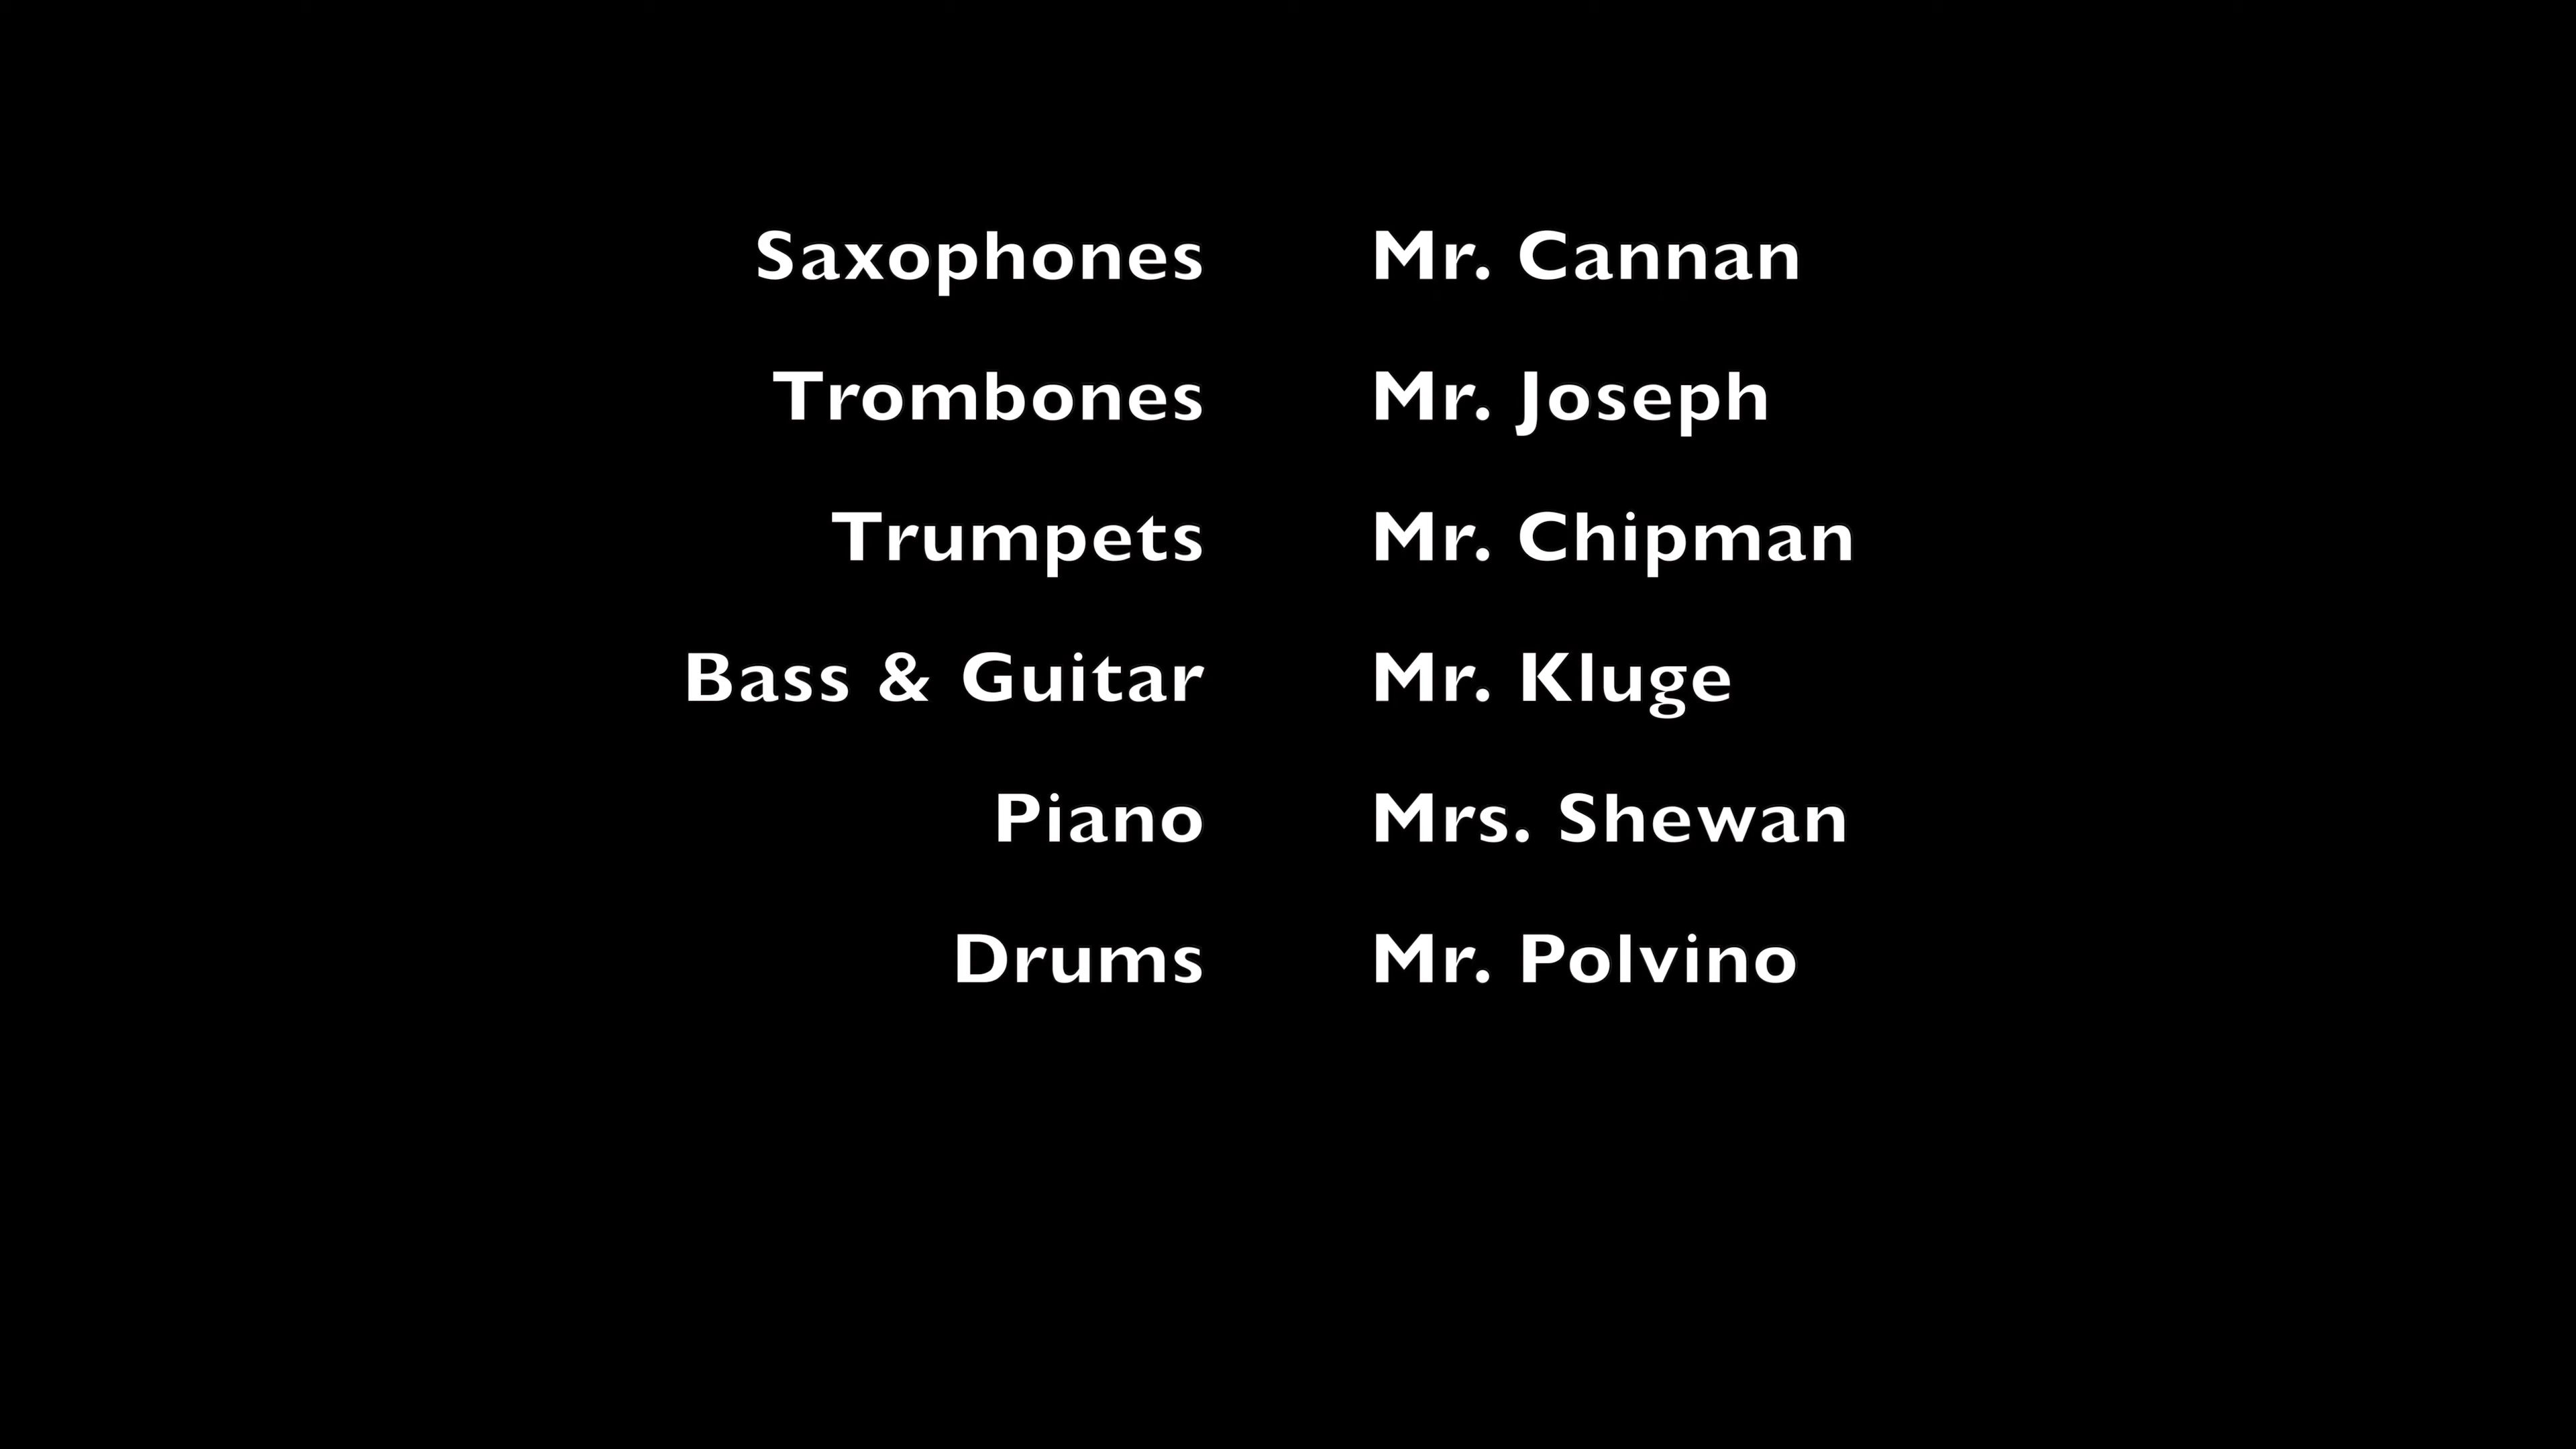 Saxophones Mr. Cannan
Trombones Mr. Joseph
Trumpets Mr. Chipman
Bass & Guitar Mr. Kluge
Piano Mrs. Shewan
Drums Mr. Polvino